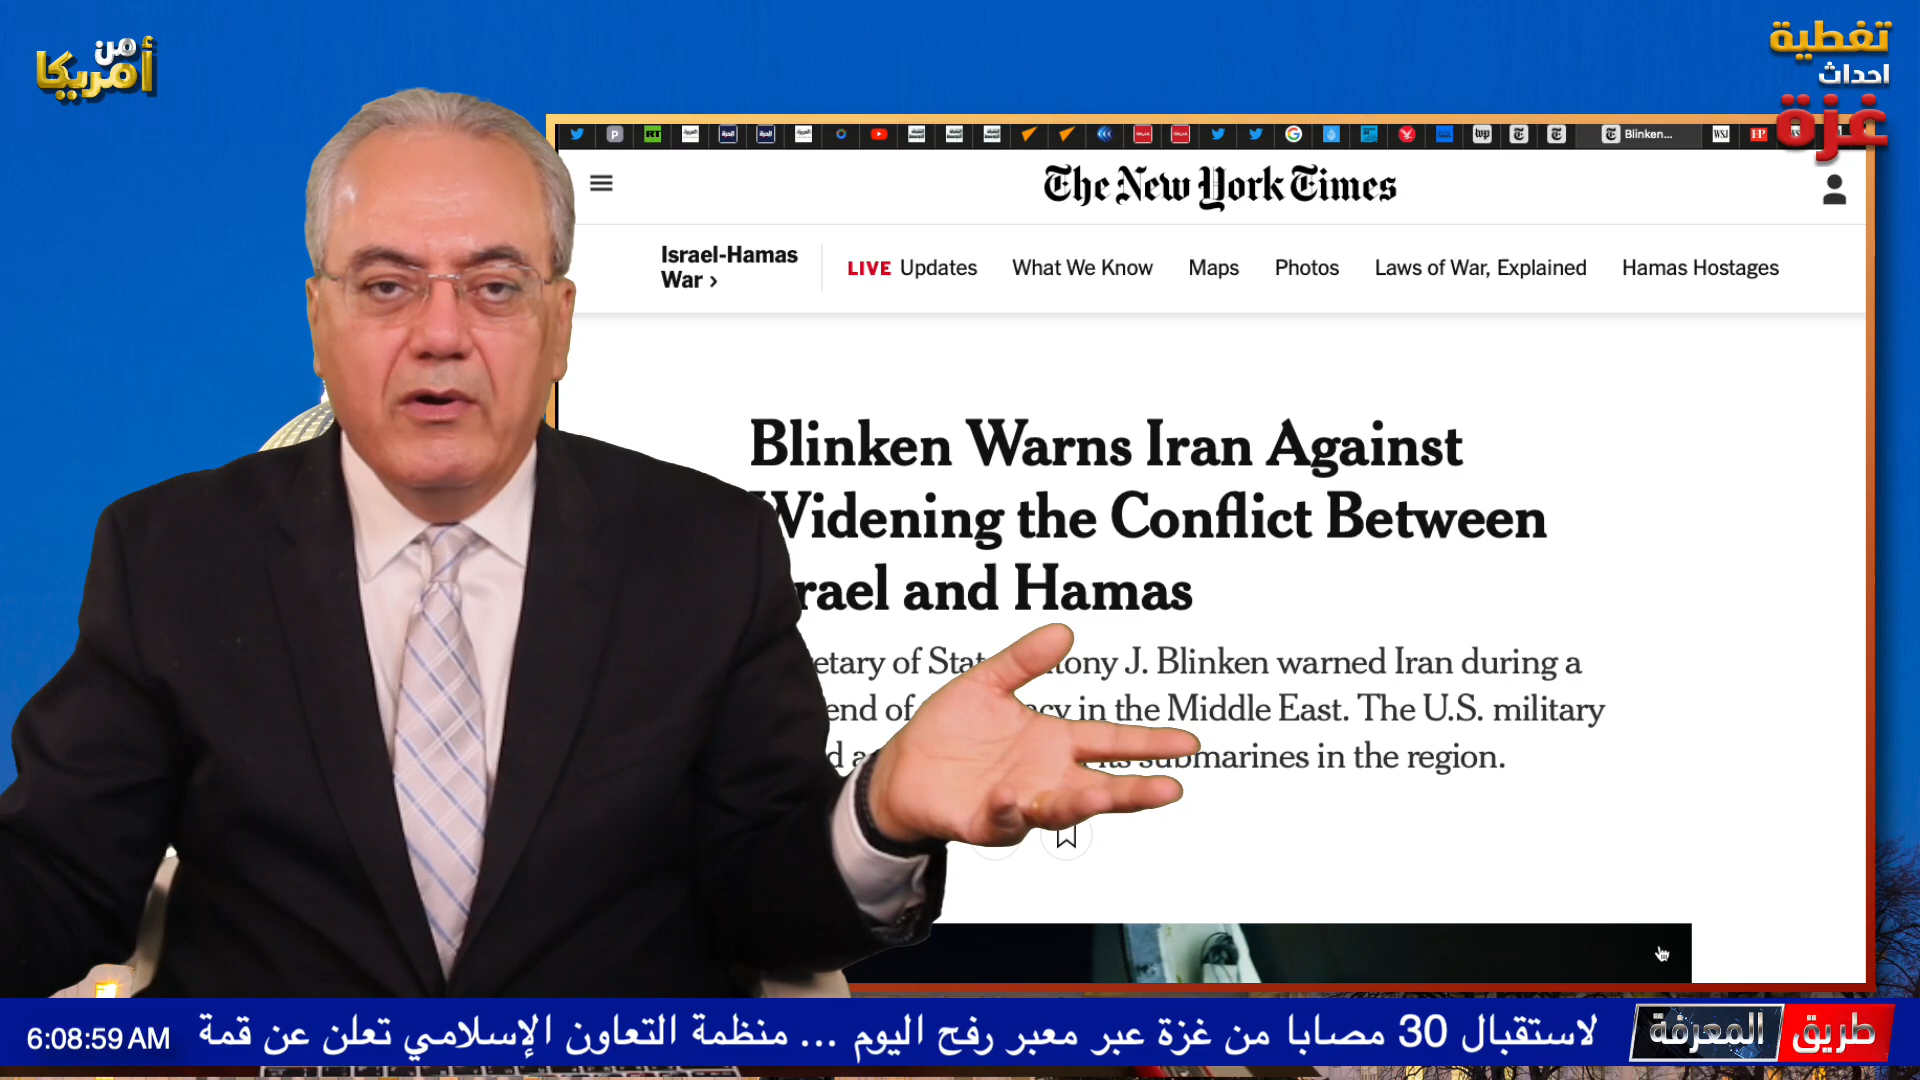 من
أمريكا
تغطية
احداث
غزة
Blinken...
The New York Times
Israel-Hamas
War ›
LIVE Updates
What We Know
Maps
Photos
Laws of War, Explained
Hamas Hostages
Blinken Warns Iran Against
Widening the Conflict Between
rael and Hamas
etary of Stat tony J. Blinken warned Iran during a
end of cy in the Middle East. The U.S. military
d a its submarines in the region.
6:08:59 AM
لاستقبال 30 مصابا من غزة عبر معبر رفح اليوم ... منظمة التعاون الإسلامي تعلن عن قمة
طريق المعرفة